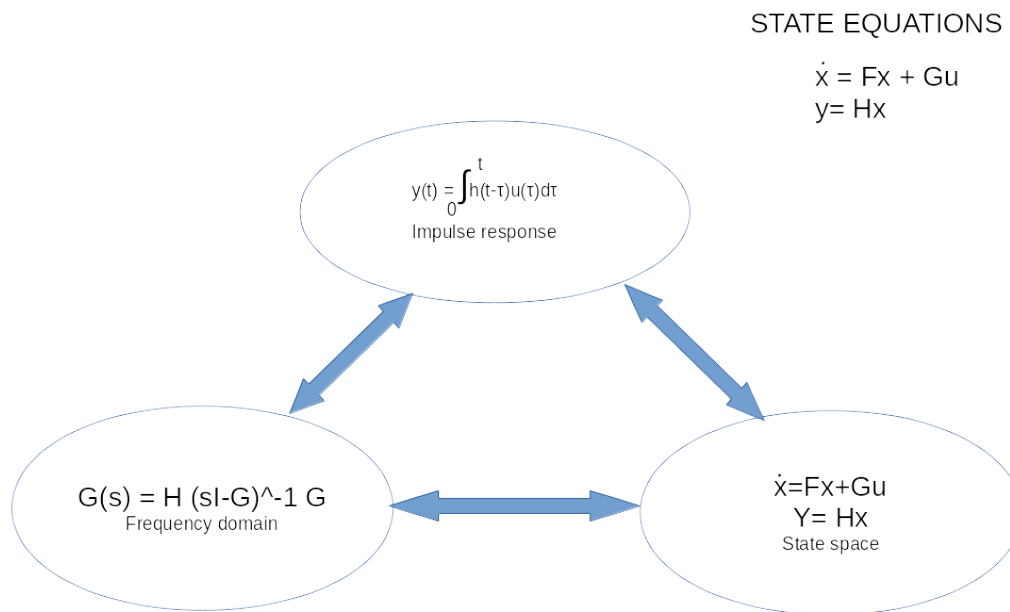 STATE EQUATIONS
ẋ = Fx + Gu
y= Hx
t
y(t) = ∫h(t-τ)u(τ)dτ
0
Impulse response
G(s) = H (sI-G)^-1 G
Frequency domain
ẋ=Fx+Gu
Y= Hx
State space